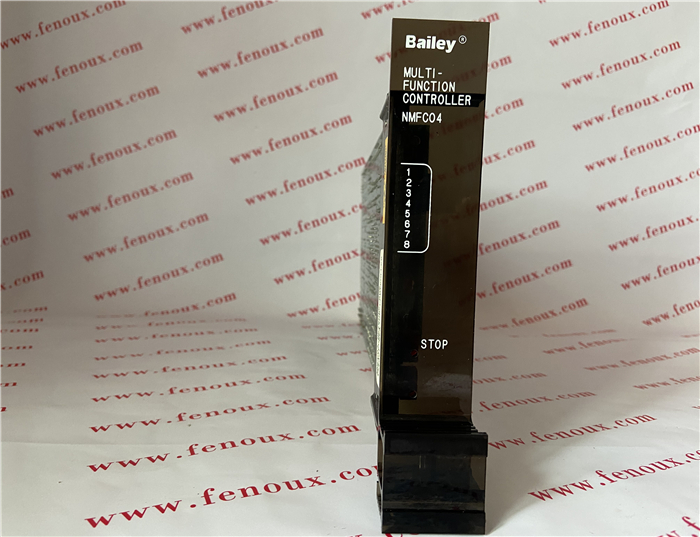 Bailey®
MULTI-
FUNCTION
CONTROLLER
NMFC04
1
2
3
4
5
6
7
8
STOP
www.fenoux.com